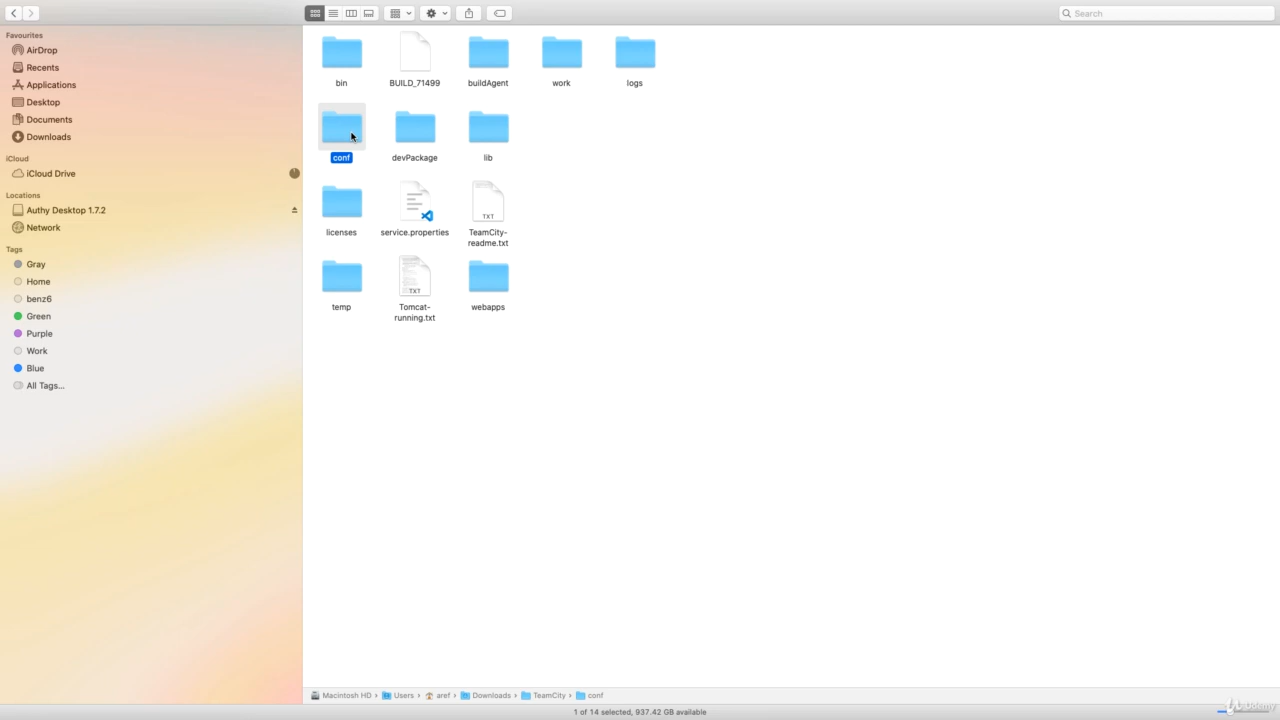 Search
Favourites
AirDrop
Recents
Applications
Desktop
Documents
Downloads
iCloud
iCloud Drive
Locations
Authy Desktop 1.7.2
Network
Tags
Gray
Home
benz6
Green
Purple
Work
Blue
All Tags...
bin
BUILD_71499
buildAgent
work
logs
conf
devPackage
lib
licenses
service.properties
TXT
TeamCity-
readme.txt
temp
TXT
Tomcat-
running.txt
webapps
Macintosh HD › Users › aref › Downloads › TeamCity › conf
1 of 14 selected, 937.42 GB available
Udemy